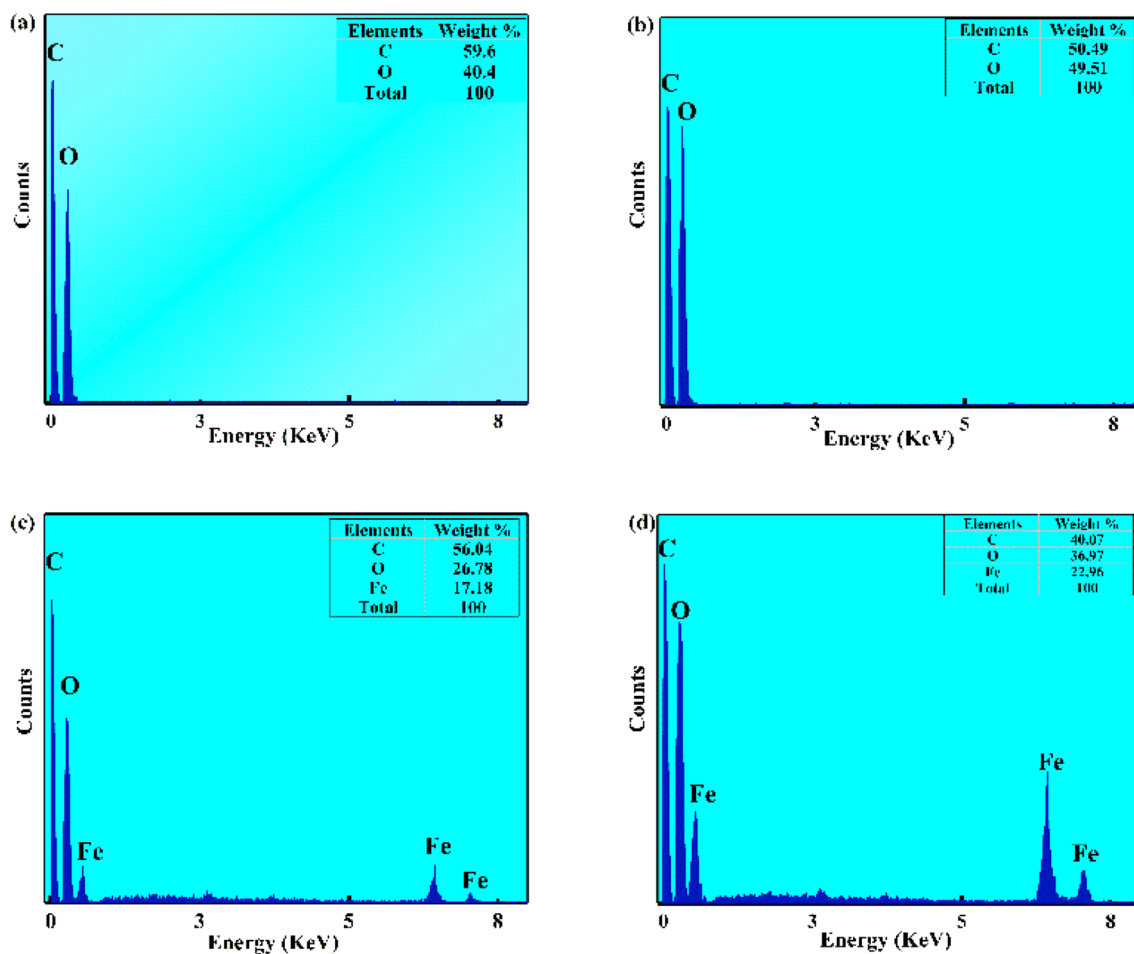 (a)
Elements Weight %
C 59.6
O 40.4
Total 100
C
O
Counts
0 3 5 8
Energy (KeV)
(b)
Elements Weight %
C 50.49
O 49.51
Total 100
C
O
Counts
0 3 5 8
Energy (KeV)
(c)
Elements Weight %
C 56.04
O 26.78
Fe 17.18
Total 100
C
O
Fe
Fe
Fe
Counts
0 3 5 8
Energy (KeV)
(d)
Elements Weight %
C 40.07
O 36.97
Fe 22.96
Total 100
C
O
Fe
Fe
Fe
Counts
0 3 5 8
Energy (KeV)